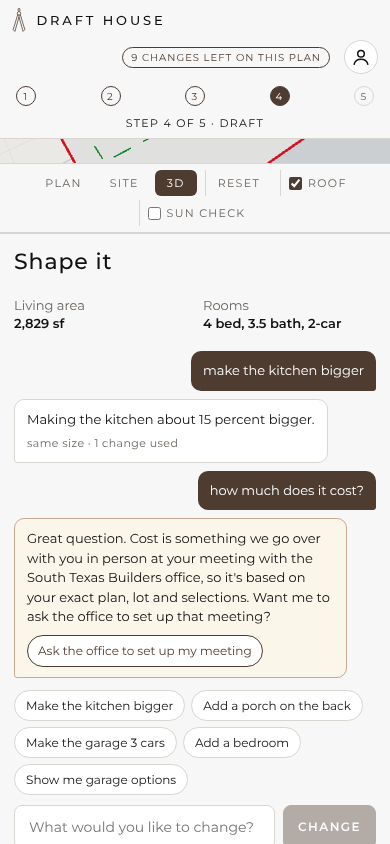 DRAFT HOUSE
9 CHANGES LEFT ON THIS PLAN
1 2 3 4 5
STEP 4 OF 5 · DRAFT
PLAN SITE 3D RESET ROOF
SUN CHECK
Shape it
Living area Rooms
2,829 sf 4 bed, 3.5 bath, 2-car
make the kitchen bigger
Making the kitchen about 15 percent bigger.
same size · 1 change used
how much does it cost?
Great question. Cost is something we go over
with you in person at your meeting with the
South Texas Builders office, so it's based on
your exact plan, lot and selections. Want me to
ask the office to set up that meeting?
Ask the office to set up my meeting
Make the kitchen bigger Add a porch on the back
Make the garage 3 cars Add a bedroom
Show me garage options
What would you like to change? CHANGE